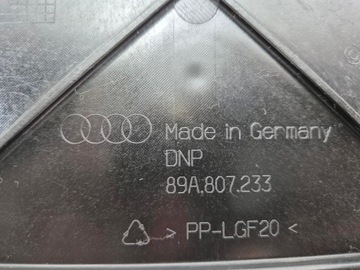 Made in Germany
DNP
89A.807.233
> PP-LGF20 <